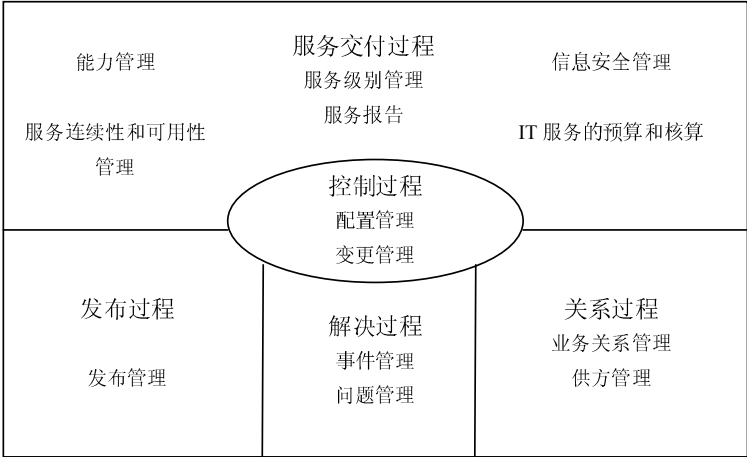 服务交付过程
能力管理
服务级别管理
信息安全管理
服务报告
服务连续性和可用性
管理
IT 服务的预算和核算
控制过程
配置管理
变更管理
发布过程
发布管理
解决过程
事件管理
问题管理
关系过程
业务关系管理
供方管理